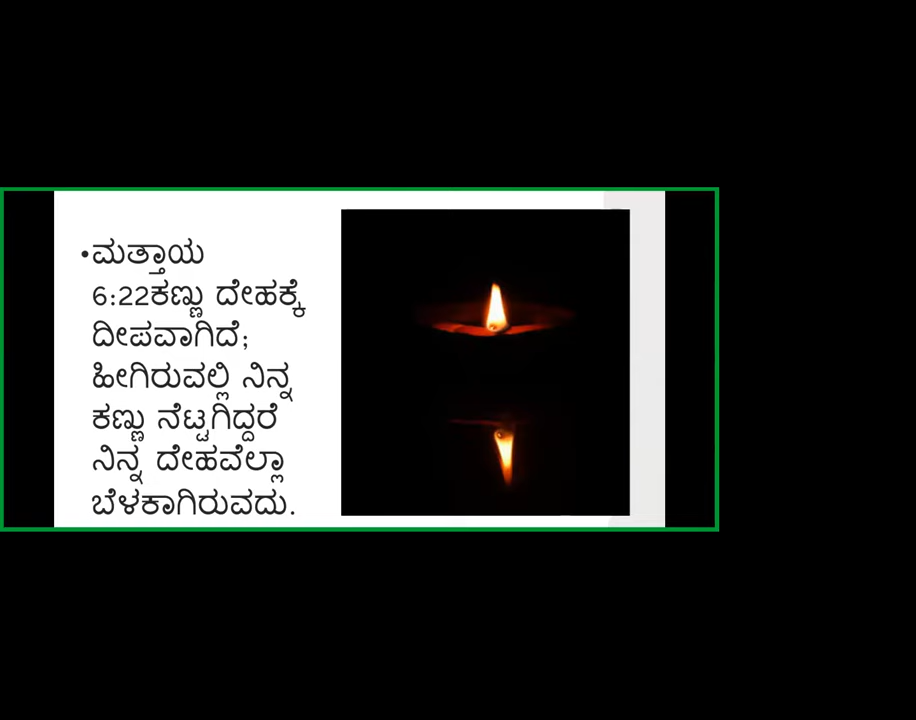 •ಮತ್ತಾಯ
6:22ಕಣ್ಣು ದೇಹಕ್ಕೆ
ದೀಪವಾಗಿದೆ;
ಹೀಗಿರುವಲ್ಲಿ ನಿನ್ನ
ಕಣ್ಣು ನೆಟ್ಟಗಿದ್ದರೆ
ನಿನ್ನ ದೇಹವೆಲ್ಲಾ
ಬೆಳಕಾಗಿರುವದು.